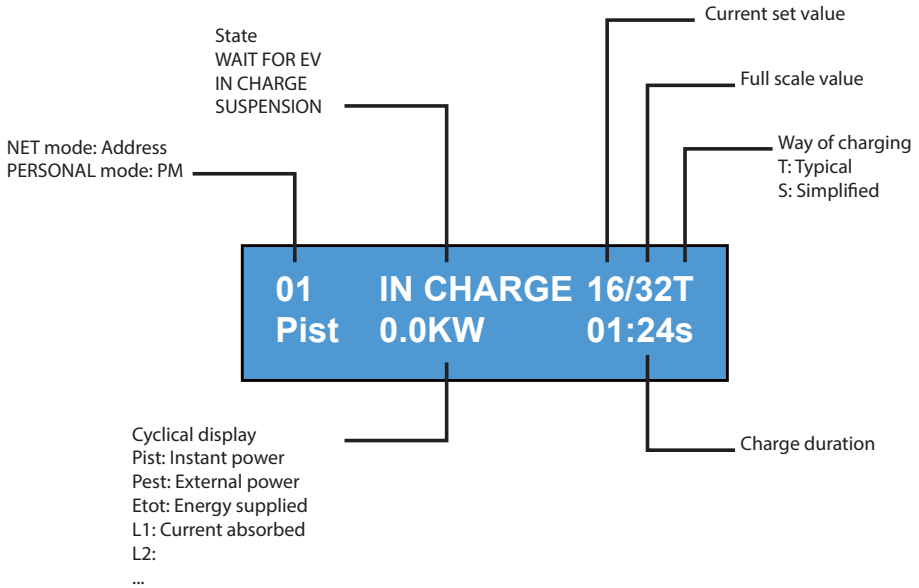 Current set value
State
WAIT FOR EV
IN CHARGE
SUSPENSION
Full scale value
NET mode: Address
PERSONAL mode: PM
Way of charging
T: Typical
S: Simplified
01 IN CHARGE 16/32T
Pist 0.0KW 01:24s
Cyclical display
Pist: Instant power
Pest: External power
Etot: Energy supplied
L1: Current absorbed
L2:
...
Charge duration